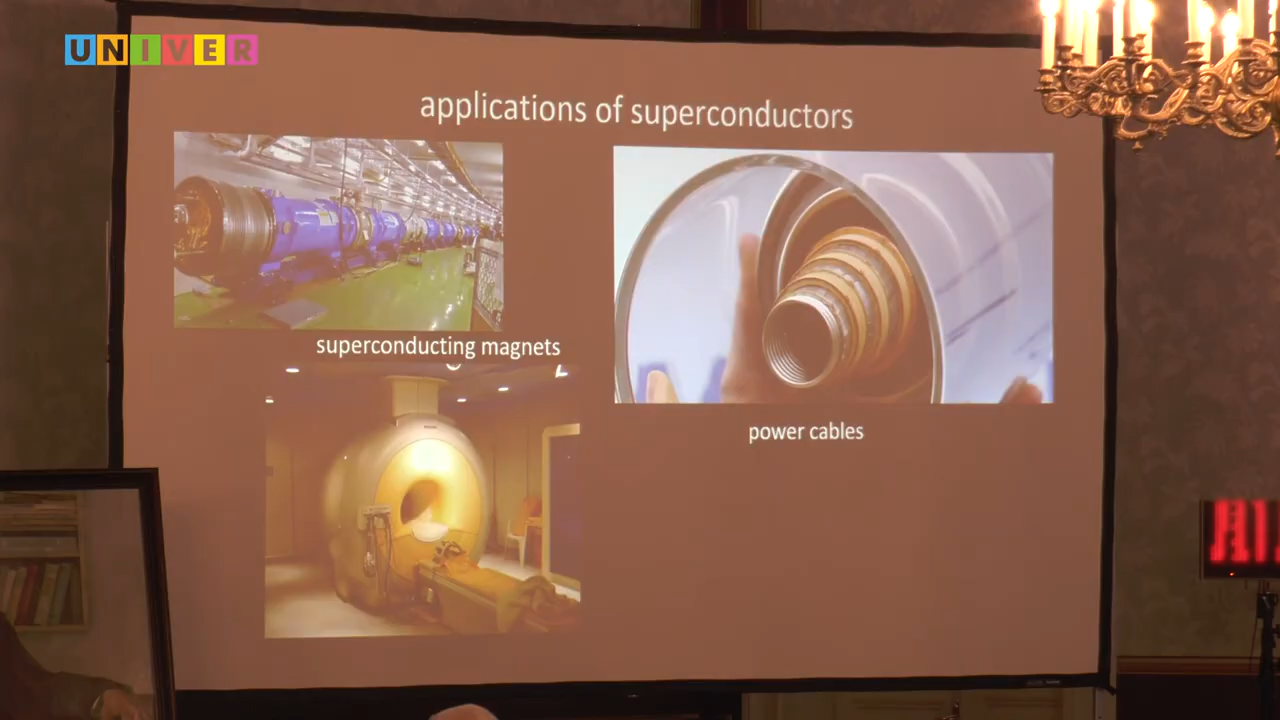 UNIVER
applications of superconductors
superconducting magnets
power cables